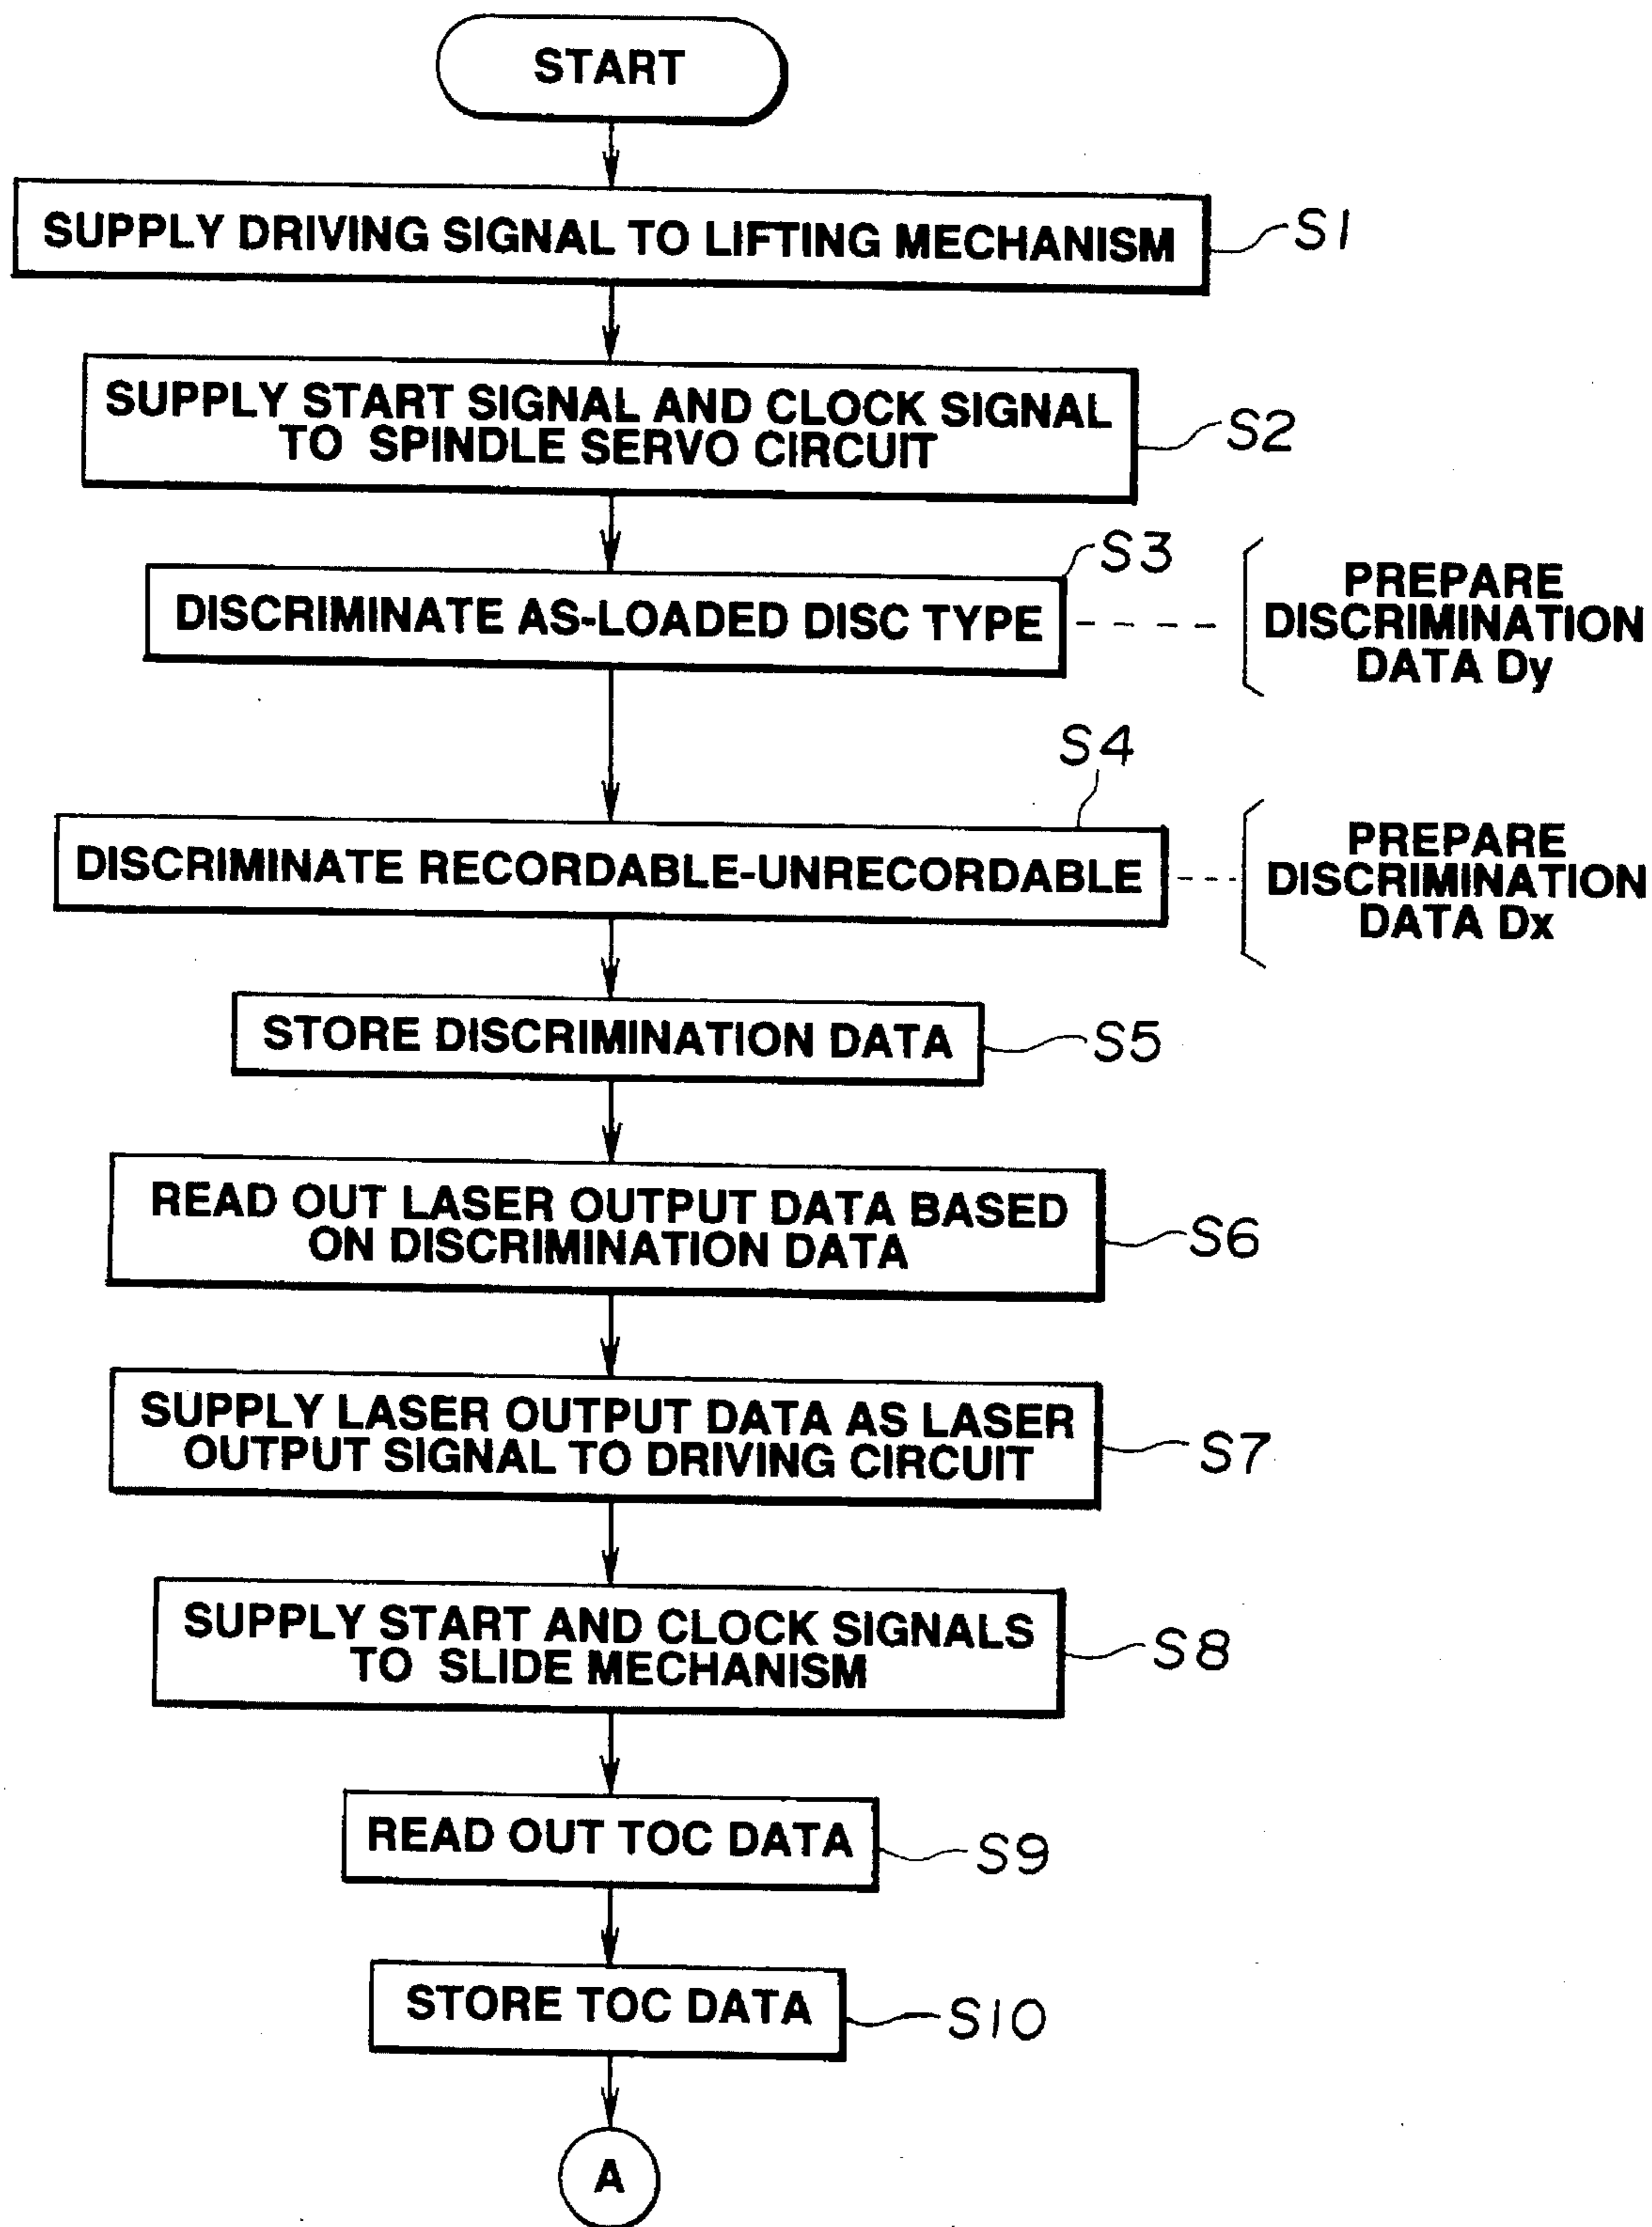 START
SUPPLY DRIVING SIGNAL TO LIFTING MECHANISM
S1
SUPPLY START SIGNAL AND CLOCK SIGNAL
TO SPINDLE SERVO CIRCUIT
S2
DISCRIMINATE AS-LOADED DISC TYPE
S3
PREPARE
DISCRIMINATION
DATA Dy
DISCRIMINATE RECORDABLE-UNRECORDABLE
S4
PREPARE
DISCRIMINATION
DATA Dx
STORE DISCRIMINATION DATA
S5
READ OUT LASER OUTPUT DATA BASED
ON DISCRIMINATION DATA
S6
SUPPLY LASER OUTPUT DATA AS LASER
OUTPUT SIGNAL TO DRIVING CIRCUIT
S7
SUPPLY START AND CLOCK SIGNALS
TO SLIDE MECHANISM
S8
READ OUT TOC DATA
S9
STORE TOC DATA
S10
A